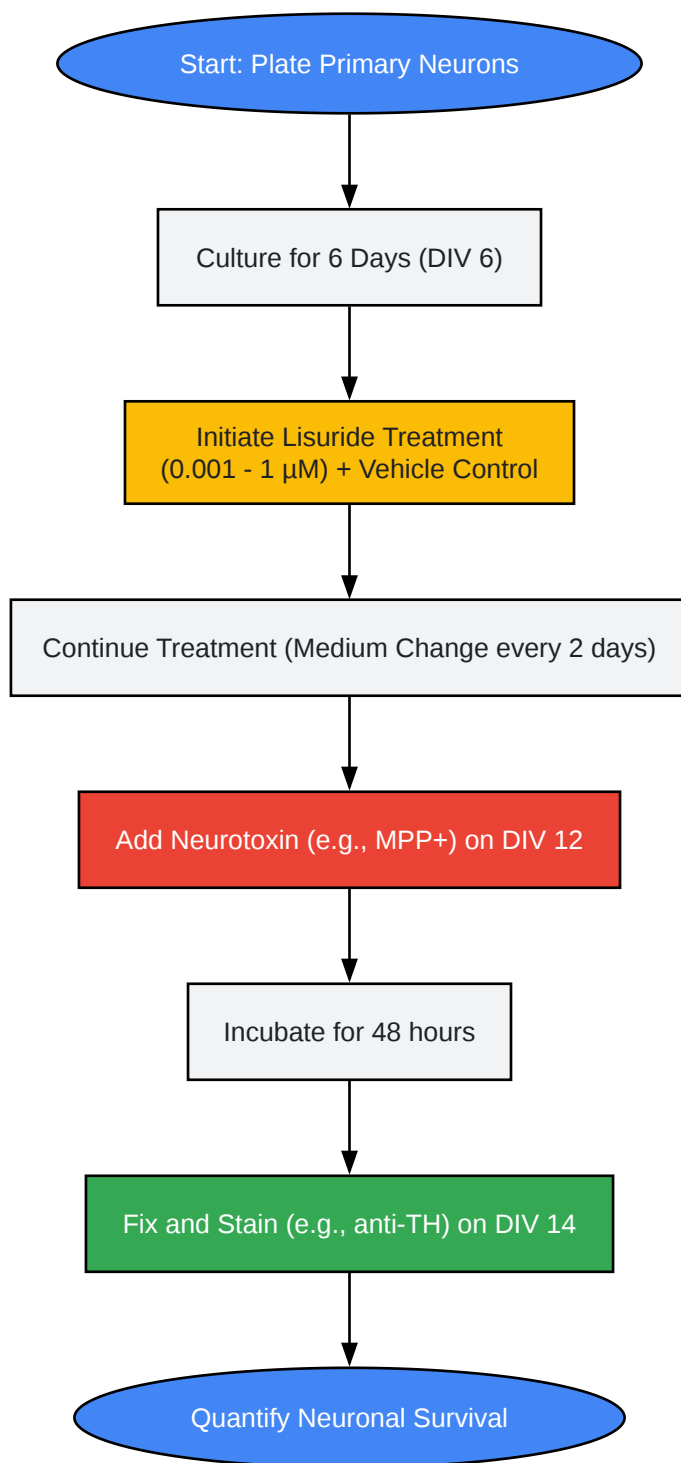 Start: Plate Primary Neurons
Culture for 6 Days (DIV 6)
Initiate Lisuride Treatment
(0.001 - 1 µM) + Vehicle Control
Continue Treatment (Medium Change every 2 days)
Add Neurotoxin (e.g., MPP+) on DIV 12
Incubate for 48 hours
Fix and Stain (e.g., anti-TH) on DIV 14
Quantify Neuronal Survival